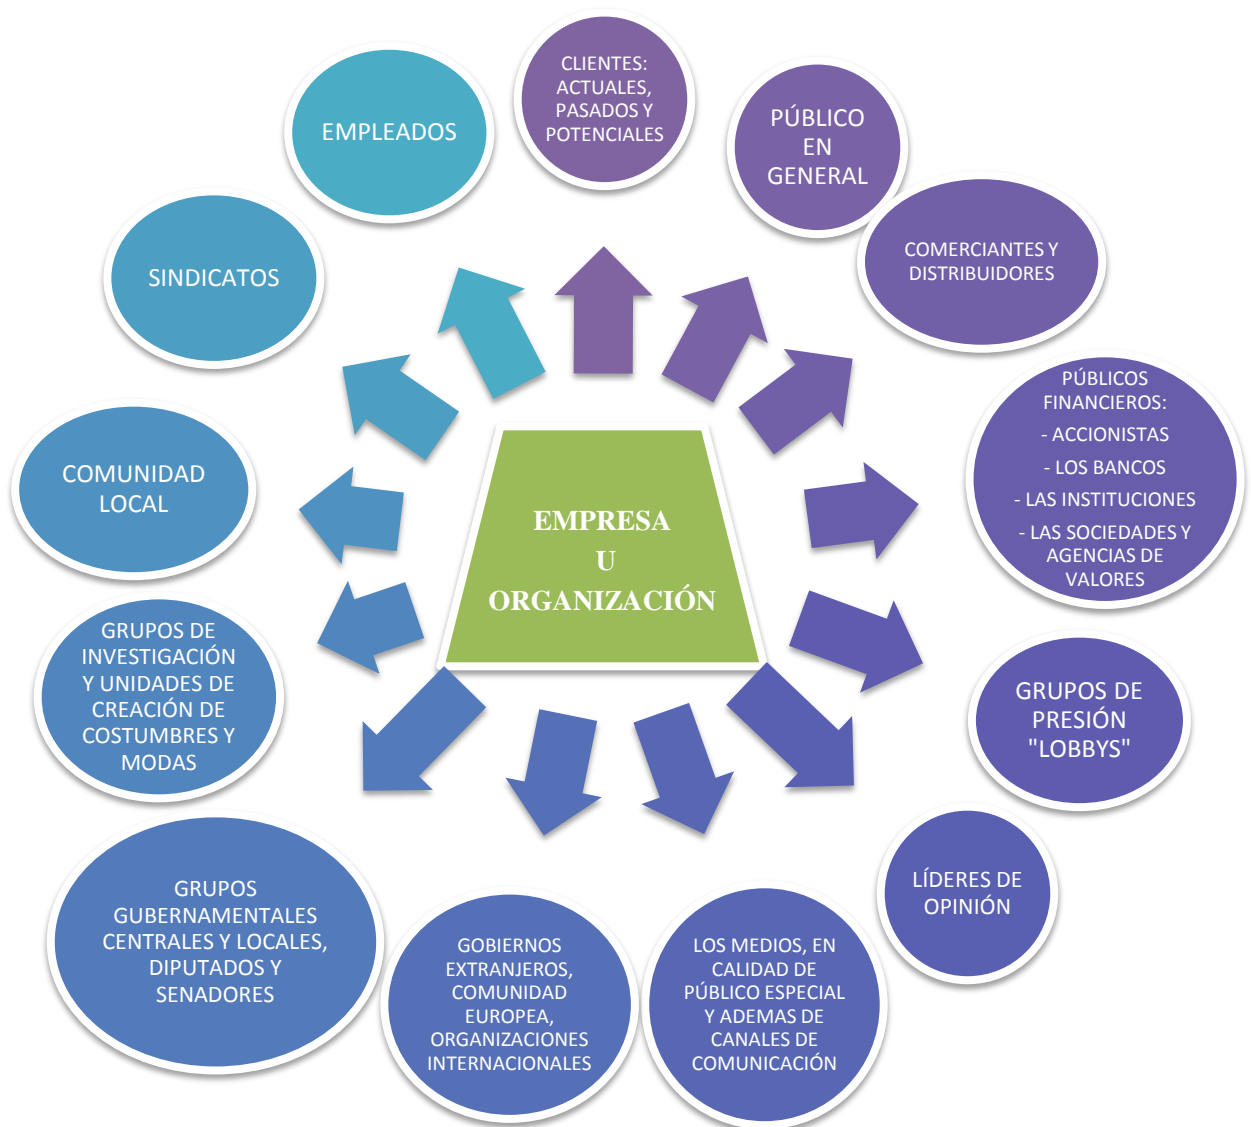 CLIENTES:
ACTUALES,
PASADOS Y
POTENCIALES
PÚBLICO
EN
GENERAL
COMERCIANTES Y
DISTRIBUIDORES
PÚBLICOS
FINANCIEROS:
- ACCIONISTAS
- LOS BANCOS
- LAS INSTITUCIONES
- LAS SOCIEDADES Y
AGENCIAS DE
VALORES
GRUPOS DE
PRESIÓN
"LOBBYS"
LÍDERES DE
OPINIÓN
LOS MEDIOS, EN
CALIDAD DE
PÚBLICO ESPECIAL
Y ADEMAS DE
CANALES DE
COMUNICACIÓN
GOBIERNOS
EXTRANJEROS,
COMUNIDAD
EUROPEA,
ORGANIZACIONES
INTERNACIONALES
GRUPOS
GUBERNAMENTALES
CENTRALES Y LOCALES,
DIPUTADOS Y
SENADORES
GRUPOS DE
INVESTIGACIÓN
Y UNIDADES DE
CREACIÓN DE
COSTUMBRES Y
MODAS
COMUNIDAD
LOCAL
SINDICATOS
EMPLEADOS
EMPRESA
U
ORGANIZACIÓN